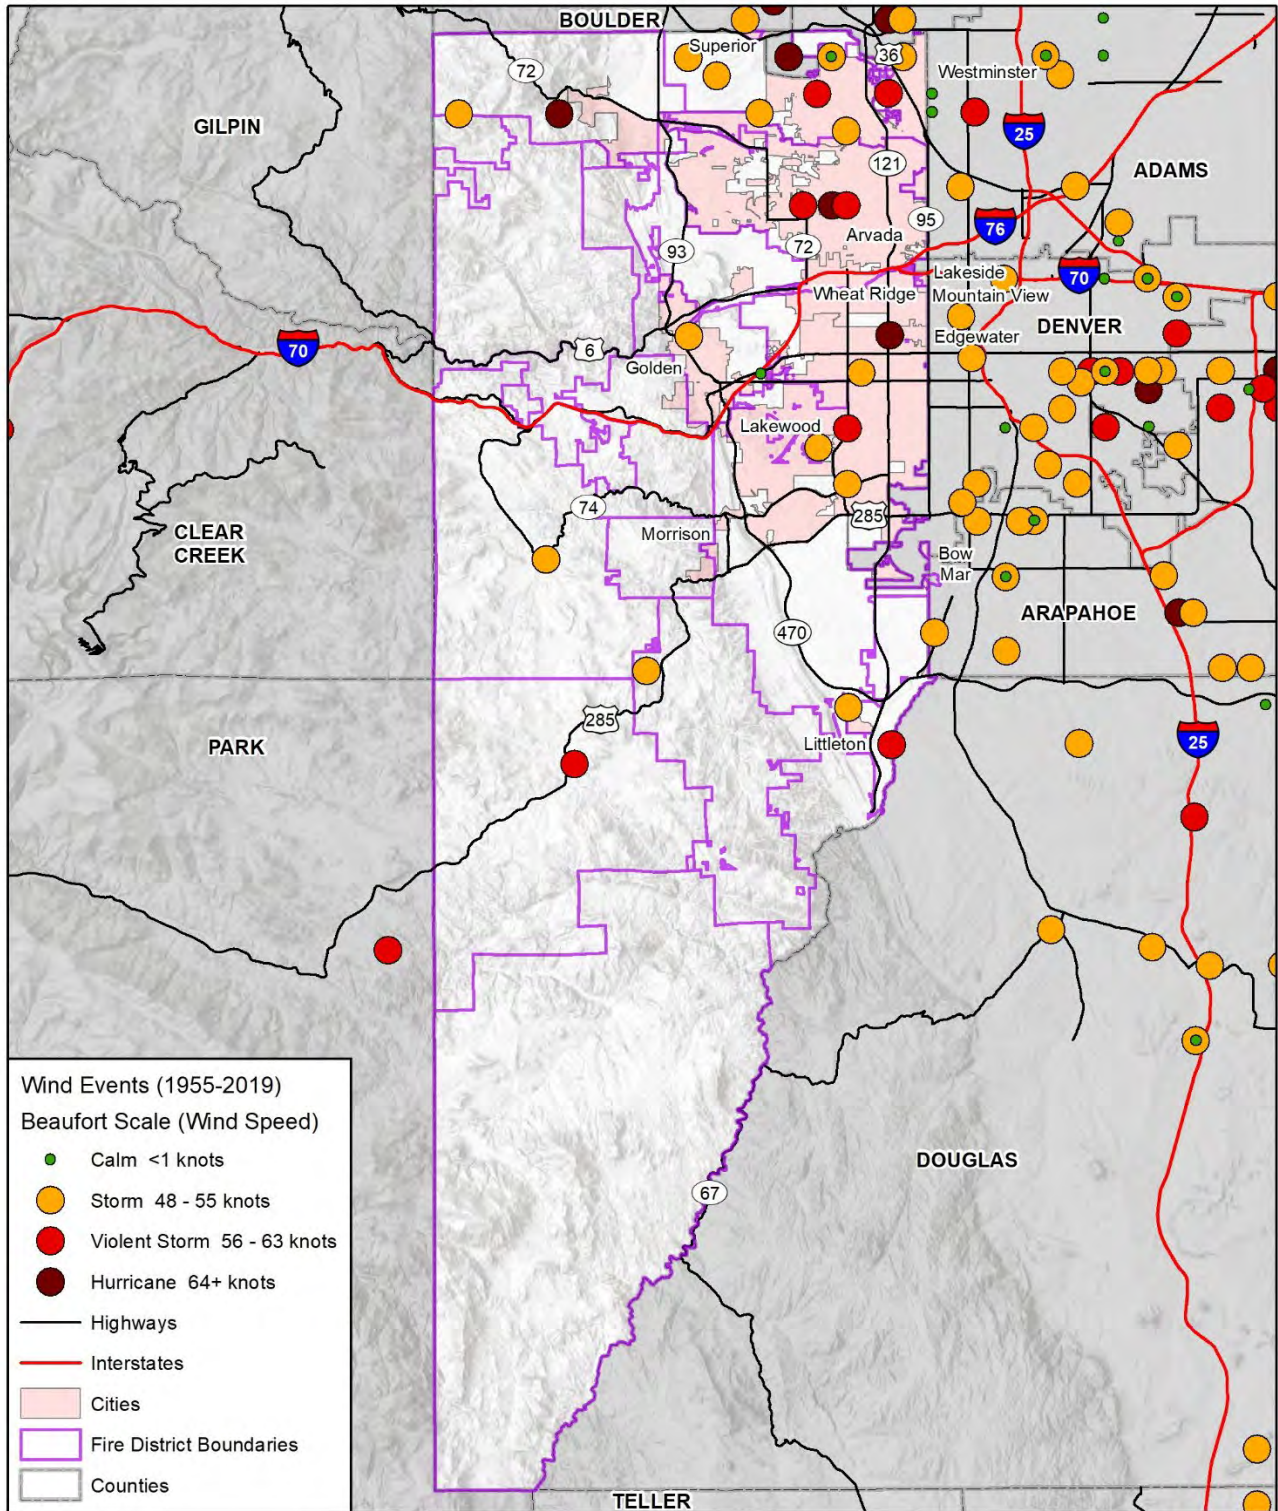 BOULDER
Superior
36
72
Westminster
GILPIN
25
121
ADAMS
95
76
Arvada
93
72
Lakeside
70
Wheat Ridge
Mountain View
DENVER
Edgewater
6
70
Golden
Lakewood
74
285
Morrison
CLEAR
CREEK
Bow
Mar
ARAPAHOE
470
285
PARK
Littleton
25
Wind Events (1955-2019)
Beaufort Scale (Wind Speed)
Calm <1 knots
Storm 48 - 55 knots
Violent Storm 56 - 63 knots
Hurricane 64+ knots
Highways
Interstates
Cities
Fire District Boundaries
Counties
DOUGLAS
67
TELLER